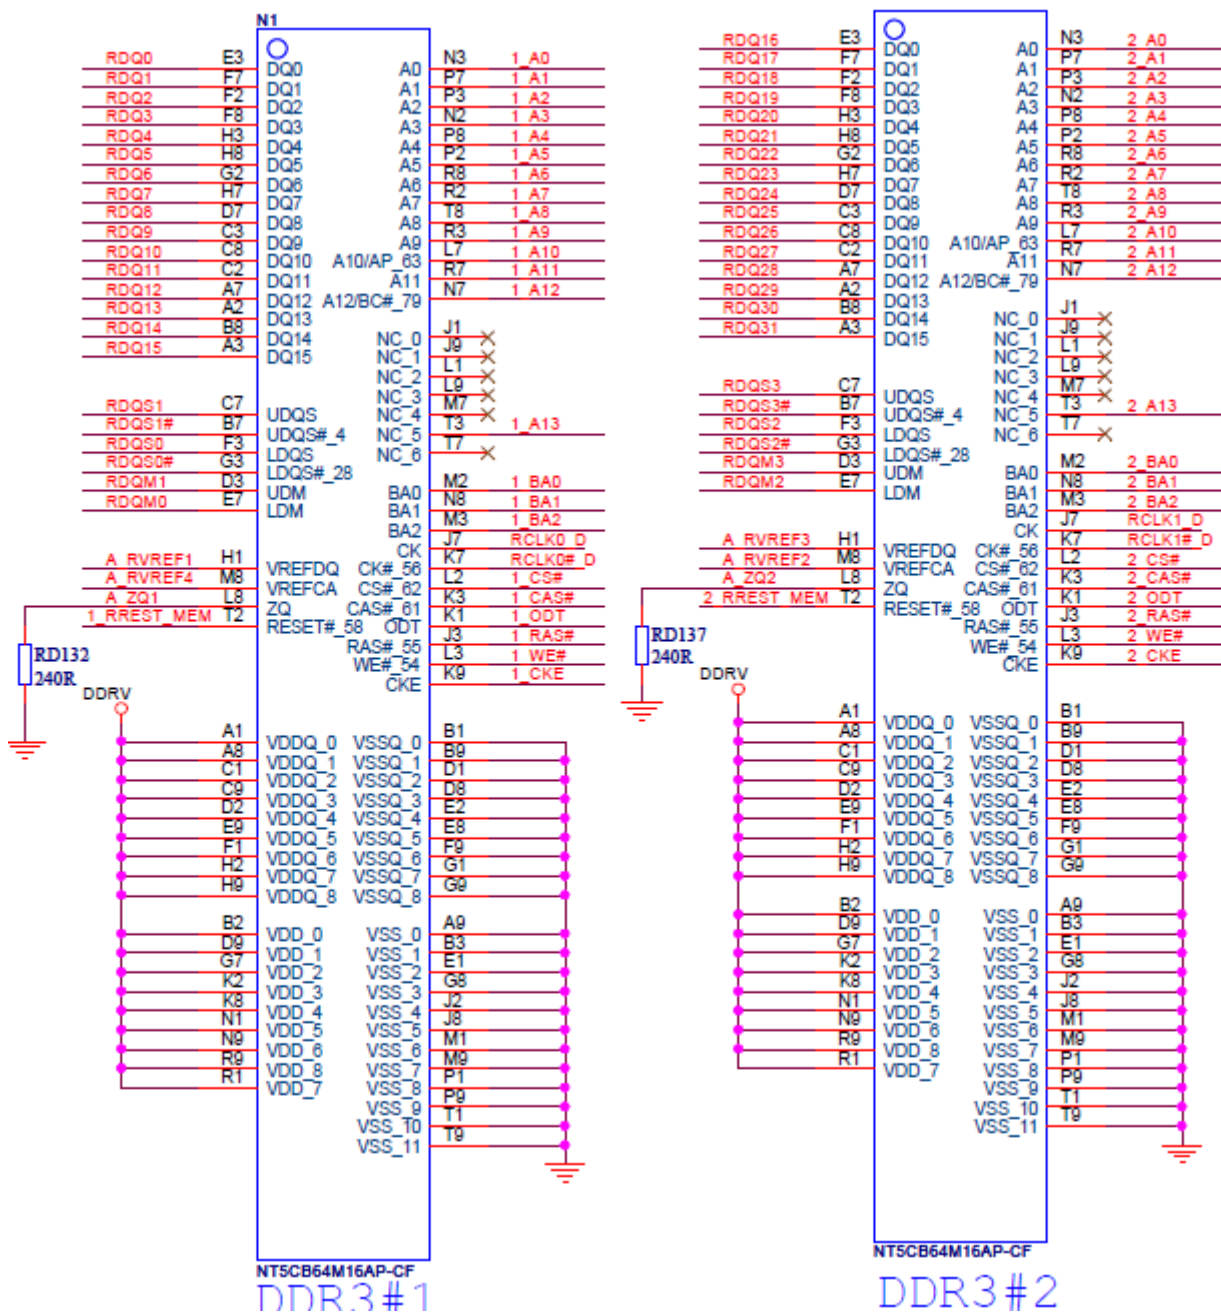 N1
RDQ0 E3 DQ0 A0 N3 1_A0
RDQ1 F7 DQ1 A1 P7 1_A1
RDQ2 F2 DQ2 A2 P3 1_A2
RDQ3 F8 DQ3 A3 N2 1_A3
RDQ4 H3 DQ4 A4 P8 1_A4
RDQ5 H8 DQ5 A5 P2 1_A5
RDQ6 G2 DQ6 A6 R8 1_A6
RDQ7 H7 DQ7 A7 R2 1_A7
RDQ8 D7 DQ8 A8 T8 1_A8
RDQ9 C3 DQ9 A9 R3 1_A9
RDQ10 C8 DQ10 A10/AP_63 L7 1_A10
RDQ11 C2 DQ11 A11 R7 1_A11
RDQ12 A7 DQ12 A12/BC#_79 N7 1_A12
RDQ13 A2 DQ13
RDQ14 B8 DQ14 NC_0 J1
RDQ15 A3 DQ15 NC_1 J9
NC_2 L1
NC_3 L9
RDQS1 C7 UDQS NC_4 M7
RDQS1# B7 UDQS#_4 NC_5 T3 1_A13
RDQS0 F3 LDQS NC_6 T7
RDQS0# G3 LDQS#_28
RDQM1 D3 UDM BA0 M2 1_BA0
RDQM0 E7 LDM BA1 N8 1_BA1
BA2 M3 1_BA2
CK J7 RCLK0_D
A_RVREF1 H1 VREFDQ CK#_56 K7 RCLK0#_D
A_RVREF4 M8 VREFCA CS#_62 L2 1_CS#
A_ZQ1 L8 ZQ CAS#_61 K3 1_CAS#
1_RREST_MEM T2 RESET#_58 ODT K1 1_ODT
RAS#_55 J3 1_RAS#
WE#_54 L3 1_WE#
CKE K9 1_CKE
RD132
240R
DDRV
A1 VDDQ_0 VSSQ_0 B1
A8 VDDQ_1 VSSQ_1 B9
C1 VDDQ_2 VSSQ_2 D1
C9 VDDQ_3 VSSQ_3 D8
D2 VDDQ_4 VSSQ_4 E2
E9 VDDQ_5 VSSQ_5 E8
F1 VDDQ_6 VSSQ_6 F9
H2 VDDQ_7 VSSQ_7 G1
H9 VDDQ_8 VSSQ_8 G9
B2 VDD_0 VSS_0 A9
D9 VDD_1 VSS_1 B3
G7 VDD_2 VSS_2 E1
K2 VDD_3 VSS_3 G8
K8 VDD_4 VSS_4 J2
N1 VDD_5 VSS_5 J8
N9 VDD_6 VSS_6 M1
R9 VDD_8 VSS_7 M9
R1 VDD_7 VSS_8 P1
VSS_9 P9
VSS_10 T1
VSS_11 T9
NT5CB64M16AP-CF
DDR3#1
RDQ16 E3 DQ0 A0 N3 2_A0
RDQ17 F7 DQ1 A1 P7 2_A1
RDQ18 F2 DQ2 A2 P3 2_A2
RDQ19 F8 DQ3 A3 N2 2_A3
RDQ20 H3 DQ4 A4 P8 2_A4
RDQ21 H8 DQ5 A5 P2 2_A5
RDQ22 G2 DQ6 A6 R8 2_A6
RDQ23 H7 DQ7 A7 R2 2_A7
RDQ24 D7 DQ8 A8 T8 2_A8
RDQ25 C3 DQ9 A9 R3 2_A9
RDQ26 C8 DQ10 A10/AP_63 L7 2_A10
RDQ27 C2 DQ11 A11 R7 2_A11
RDQ28 A7 DQ12 A12/BC#_79 N7 2_A12
RDQ29 A2 DQ13
RDQ30 B8 DQ14 NC_0 J1
RDQ31 A3 DQ15 NC_1 J9
NC_2 L1
NC_3 L9
RDQS3 C7 UDQS NC_4 M7
RDQS3# B7 UDQS#_4 NC_5 T3 2_A13
RDQS2 F3 LDQS NC_6 T7
RDQS2# G3 LDQS#_28
RDQM3 D3 UDM BA0 M2 2_BA0
RDQM2 E7 LDM BA1 N8 2_BA1
BA2 M3 2_BA2
CK J7 RCLK1_D
A_RVREF3 H1 VREFDQ CK#_56 K7 RCLK1#_D
A_RVREF2 M8 VREFCA CS#_62 L2 2_CS#
A_ZQ2 L8 ZQ CAS#_61 K3 2_CAS#
2_RREST_MEM T2 RESET#_58 ODT K1 2_ODT
RAS#_55 J3 2_RAS#
WE#_54 L3 2_WE#
CKE K9 2_CKE
RD137
240R
DDRV
A1 VDDQ_0 VSSQ_0 B1
A8 VDDQ_1 VSSQ_1 B9
C1 VDDQ_2 VSSQ_2 D1
C9 VDDQ_3 VSSQ_3 D8
D2 VDDQ_4 VSSQ_4 E2
E9 VDDQ_5 VSSQ_5 E8
F1 VDDQ_6 VSSQ_6 F9
H2 VDDQ_7 VSSQ_7 G1
H9 VDDQ_8 VSSQ_8 G9
B2 VDD_0 VSS_0 A9
D9 VDD_1 VSS_1 B3
G7 VDD_2 VSS_2 E1
K2 VDD_3 VSS_3 G8
K8 VDD_4 VSS_4 J2
N1 VDD_5 VSS_5 J8
N9 VDD_6 VSS_6 M1
R9 VDD_8 VSS_7 M9
R1 VDD_7 VSS_8 P1
VSS_9 P9
VSS_10 T1
VSS_11 T9
NT5CB64M16AP-CF
DDR3#2